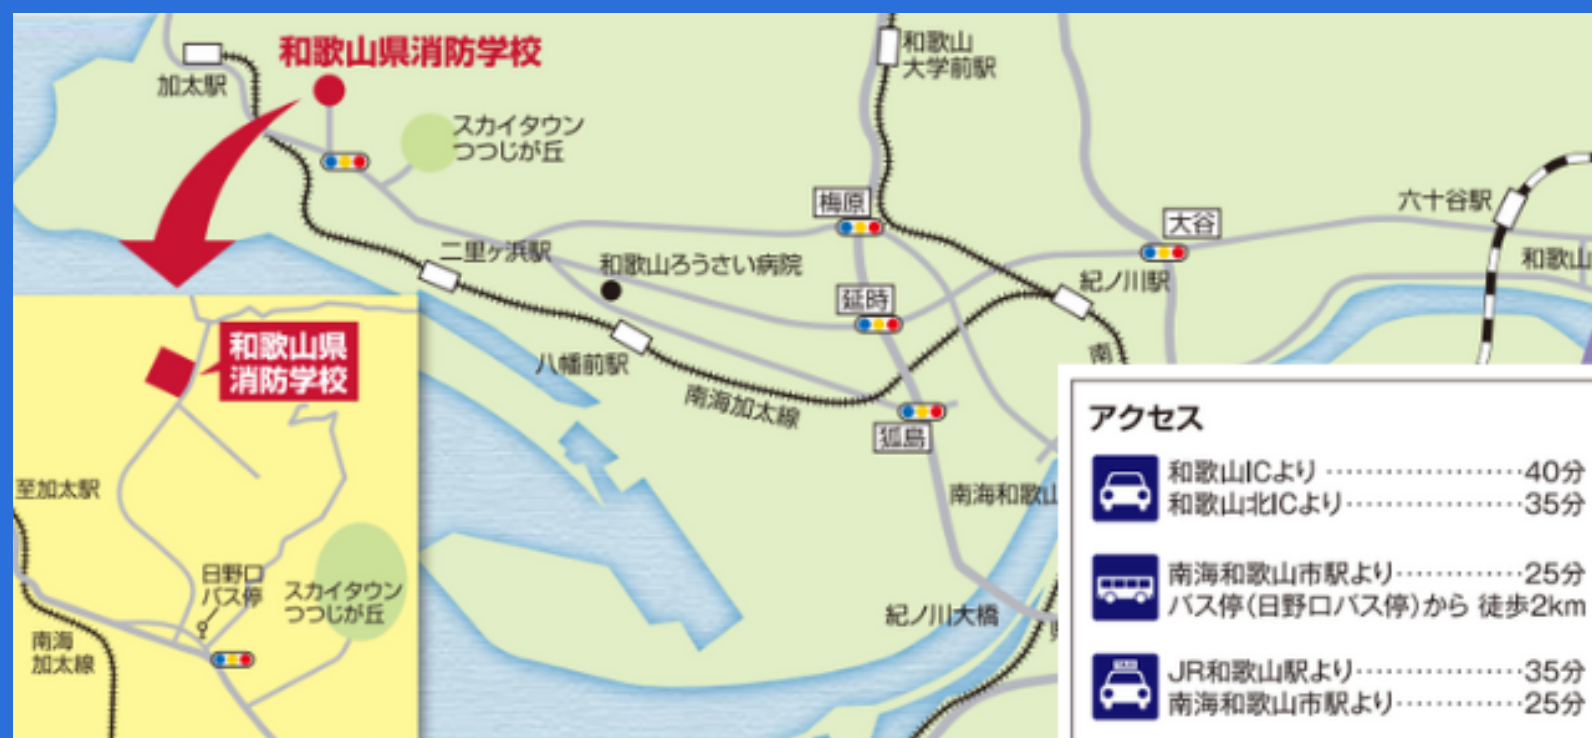 和歌山県消防学校
加太駅
スカイタウン
つつじが丘
和歌山
大学前駅
梅原
大谷
六十谷駅
和歌山
二里ヶ浜駅
和歌山ろうさい病院
延時
紀ノ川駅
八幡前駅
南海加太線
南
狐島
南海和歌山
紀ノ川大橋
和歌山県
消防学校
至加太駅
日野口
バス停
スカイタウン
つつじが丘
南海
加太線
アクセス
和歌山ICより…………………40分
和歌山北ICより………………35分
南海和歌山市駅より…………25分
バス停(日野口バス停)から 徒歩2km
JR和歌山駅より………………35分
南海和歌山市駅より…………25分